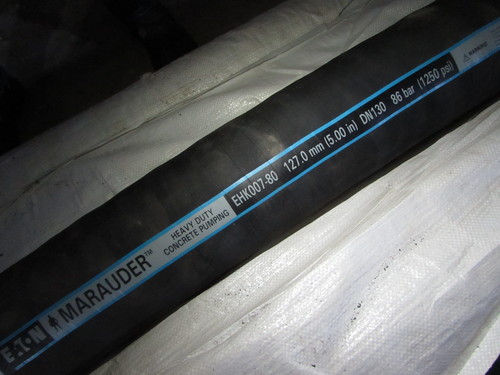 EATON MARAUDER™
HEAVY DUTY
CONCRETE PUMPING
EHK007-80 127.0 mm (5.00 in) DN130 86 bar (1250 psi)
WARNING